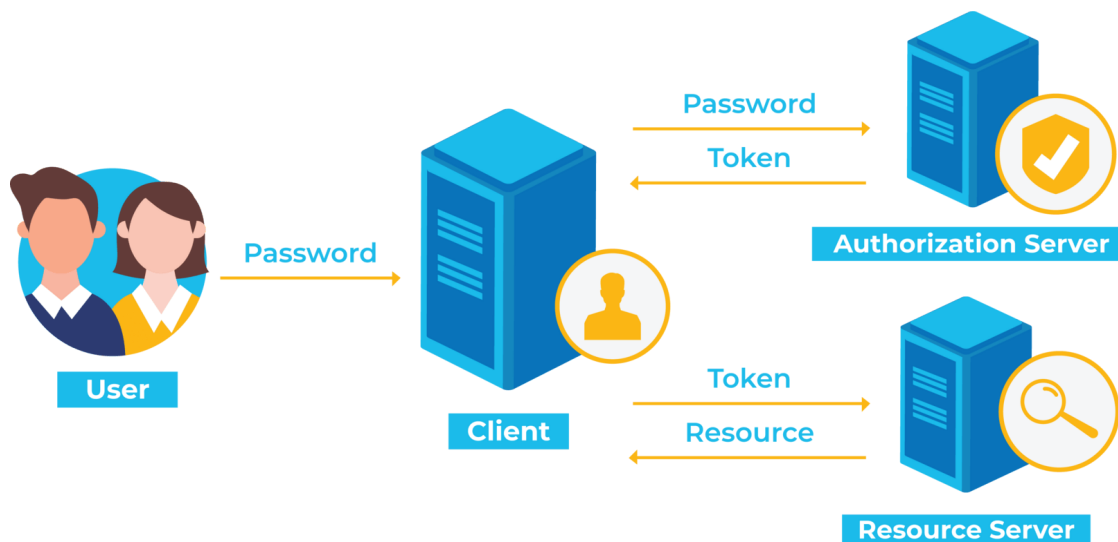 Password
User
Client
Password
Token
Authorization Server
Token
Resource
Resource Server